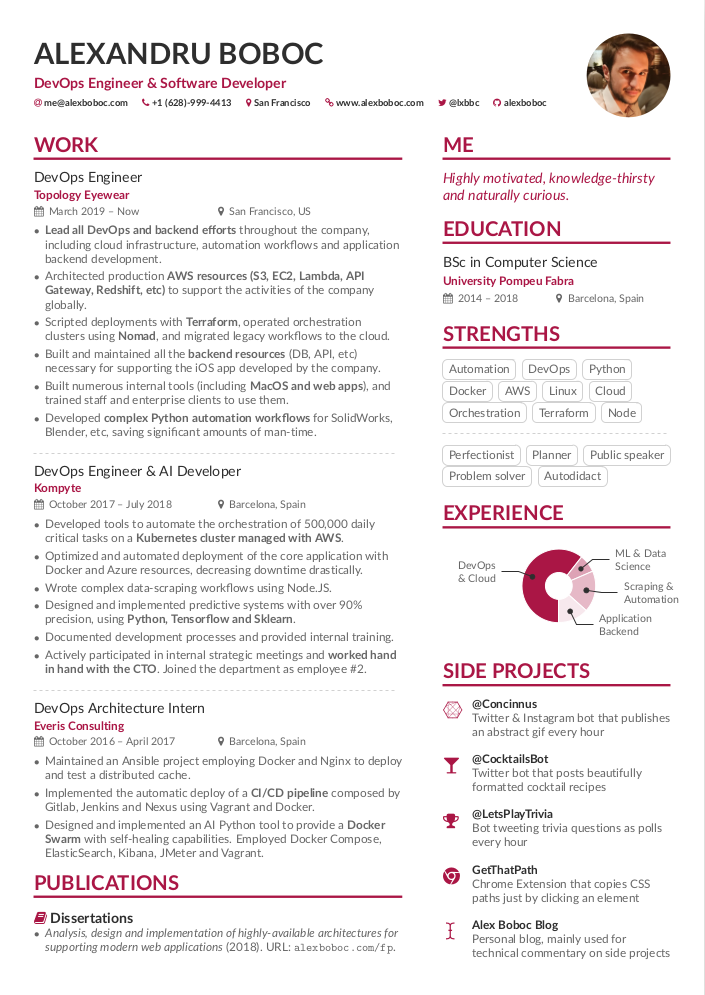 ALEXANDRU BOBOC
DevOps Engineer & Software Developer
me@alexboboc.com +1 (628)-999-4413 San Francisco www.alexboboc.com @lxbbc alexboboc
WORK
DevOps Engineer
Topology Eyewear
March 2019 – Now San Francisco, US
• Lead all DevOps and backend efforts throughout the company,
including cloud infrastructure, automation workflows and application
backend development.
• Architected production AWS resources (S3, EC2, Lambda, API
Gateway, Redshift, etc) to support the activities of the company
globally.
• Scripted deployments with Terraform, operated orchestration
clusters using Nomad, and migrated legacy workflows to the cloud.
• Built and maintained all the backend resources (DB, API, etc)
necessary for supporting the iOS app developed by the company.
• Built numerous internal tools (including MacOS and web apps), and
trained staff and enterprise clients to use them.
• Developed complex Python automation workflows for SolidWorks,
Blender, etc, saving significant amounts of man-time.
DevOps Engineer & AI Developer
Kompyte
October 2017 – July 2018 Barcelona, Spain
• Developed tools to automate the orchestration of 500,000 daily
critical tasks on a Kubernetes cluster managed with AWS.
• Optimized and automated deployment of the core application with
Docker and Azure resources, decreasing downtime drastically.
• Wrote complex data-scraping workflows using Node.JS.
• Designed and implemented predictive systems with over 90%
precision, using Python, Tensorflow and Sklearn.
• Documented development processes and provided internal training.
• Actively participated in internal strategic meetings and worked hand
in hand with the CTO. Joined the department as employee #2.
DevOps Architecture Intern
Everis Consulting
October 2016 – April 2017 Barcelona, Spain
• Maintained an Ansible project employing Docker and Nginx to deploy
and test a distributed cache.
• Implemented the automatic deploy of a CI/CD pipeline composed by
Gitlab, Jenkins and Nexus using Vagrant and Docker.
• Designed and implemented an AI Python tool to provide a Docker
Swarm with self-healing capabilities. Employed Docker Compose,
ElasticSearch, Kibana, JMeter and Vagrant.
PUBLICATIONS
Dissertations
• Analysis, design and implementation of highly-available architectures for
supporting modern web applications (2018). URL: alexboboc.com/fp.
ME
Highly motivated, knowledge-thirsty
and naturally curious.
EDUCATION
BSc in Computer Science
University Pompeu Fabra
2014 – 2018 Barcelona, Spain
STRENGTHS
Automation DevOps Python
Docker AWS Linux Cloud
Orchestration Terraform Node
Perfectionist Planner Public speaker
Problem solver Autodidact
EXPERIENCE
DevOps
& Cloud
ML & Data
Science
Scraping &
Automation
Application
Backend
SIDE PROJECTS
@Concinnus
Twitter & Instagram bot that publishes
an abstract gif every hour
@CocktailsBot
Twitter bot that posts beautifully
formatted cocktail recipes
@LetsPlayTrivia
Bot tweeting trivia questions as polls
every hour
GetThatPath
Chrome Extension that copies CSS
paths just by clicking an element
Alex Boboc Blog
Personal blog, mainly used for
technical commentary on side projects